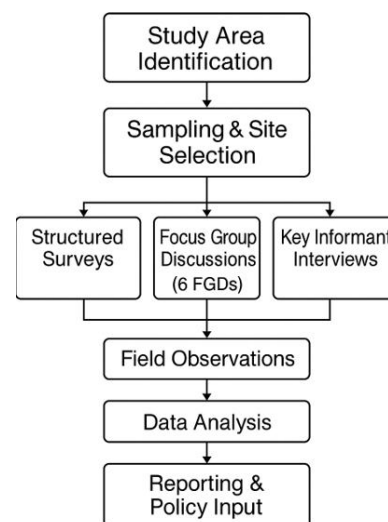 Study Area
Identification
Sampling & Site
Selection
Structured
Surveys
Focus Group
Discussions
(6 FGDs)
Key Informant
Interviews
Field Observations
Data Analysis
Reporting &
Policy Input